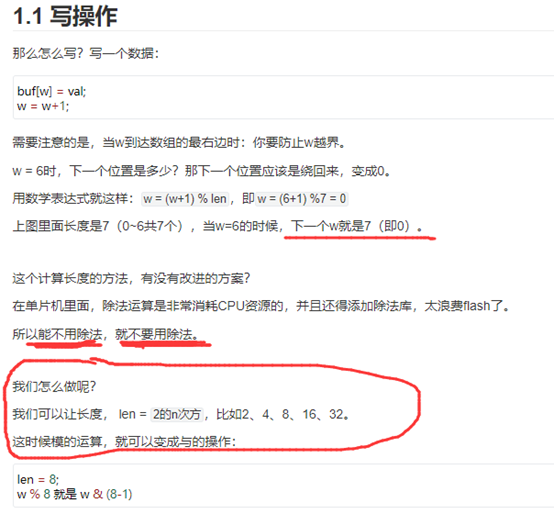 1.1 写操作
那么怎么写？写一个数据：
buf[w] = val;
w = w+1;
需要注意的是，当w到达数组的最右边时：你要防止w越界。
w = 6时，下一个位置是多少？那下一个位置应该是绕回来，变成0。
用数学表达式就这样：w = (w+1) % len，即 w = (6+1) %7 = 0
上图里面长度是7（0~6共7个），当w=6的时候，下一个w就是7（即0）。
这个计算长度的方法，有没有改进的方案？
在单片机里面，除法运算是非常消耗CPU资源的，并且还得添加除法库，太浪费flash了。
所以能不用除法，就不要用除法。
我们怎么做呢？
我们可以让长度， len = 2的n次方，比如2、4、8、16、32。
这时候模的运算，就可以变成与的操作：
len = 8;
w % 8 就是 w & (8-1)